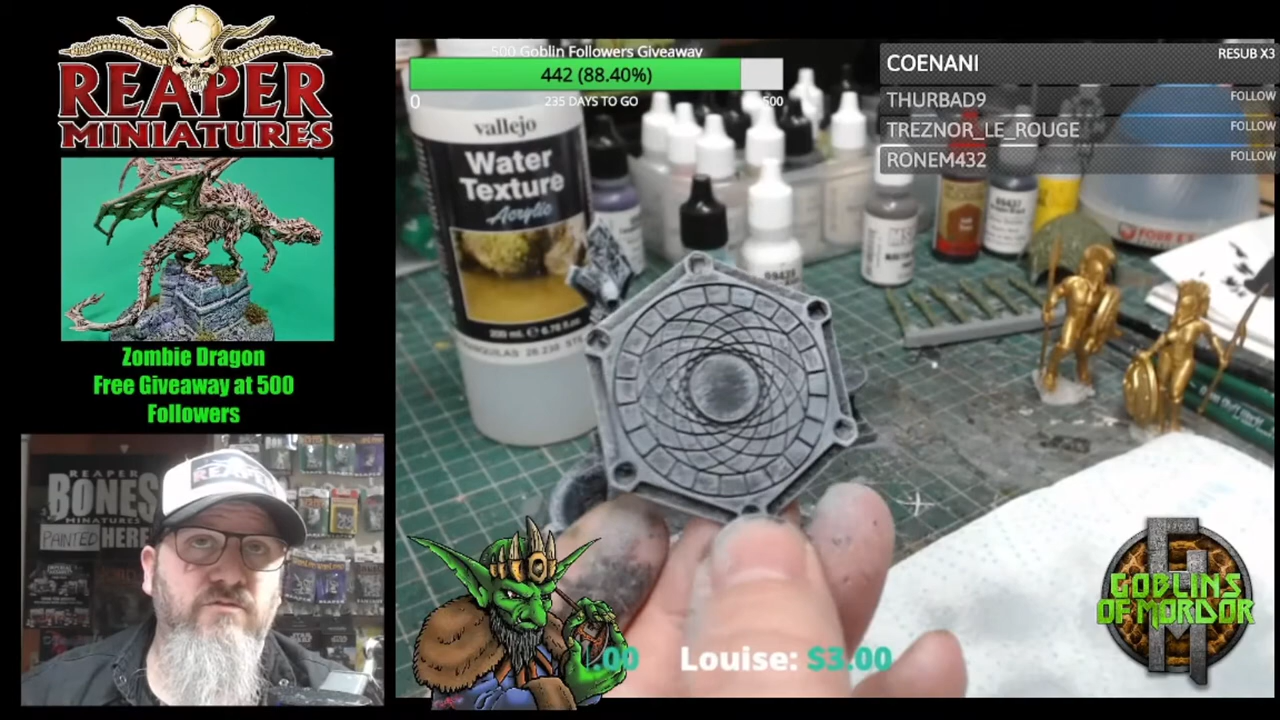 REAPER
MINIATURES
Zombie Dragon
Free Giveaway at 500
Followers
REAPER
BONES
MINIATURES
PAINTED HERE
500 Goblin Followers Giveaway
442 (88.40%)
0
235 DAYS TO GO
500
COENANI
RESUB X3
THURBAD9
FOLLOW
TREZNOR_LE_ROUGE
FOLLOW
RONEM432
FOLLOW
vallejo
Water
Texture
Acrylic
GOBLINS
OF MORDOR
.00
Louise: $3.00